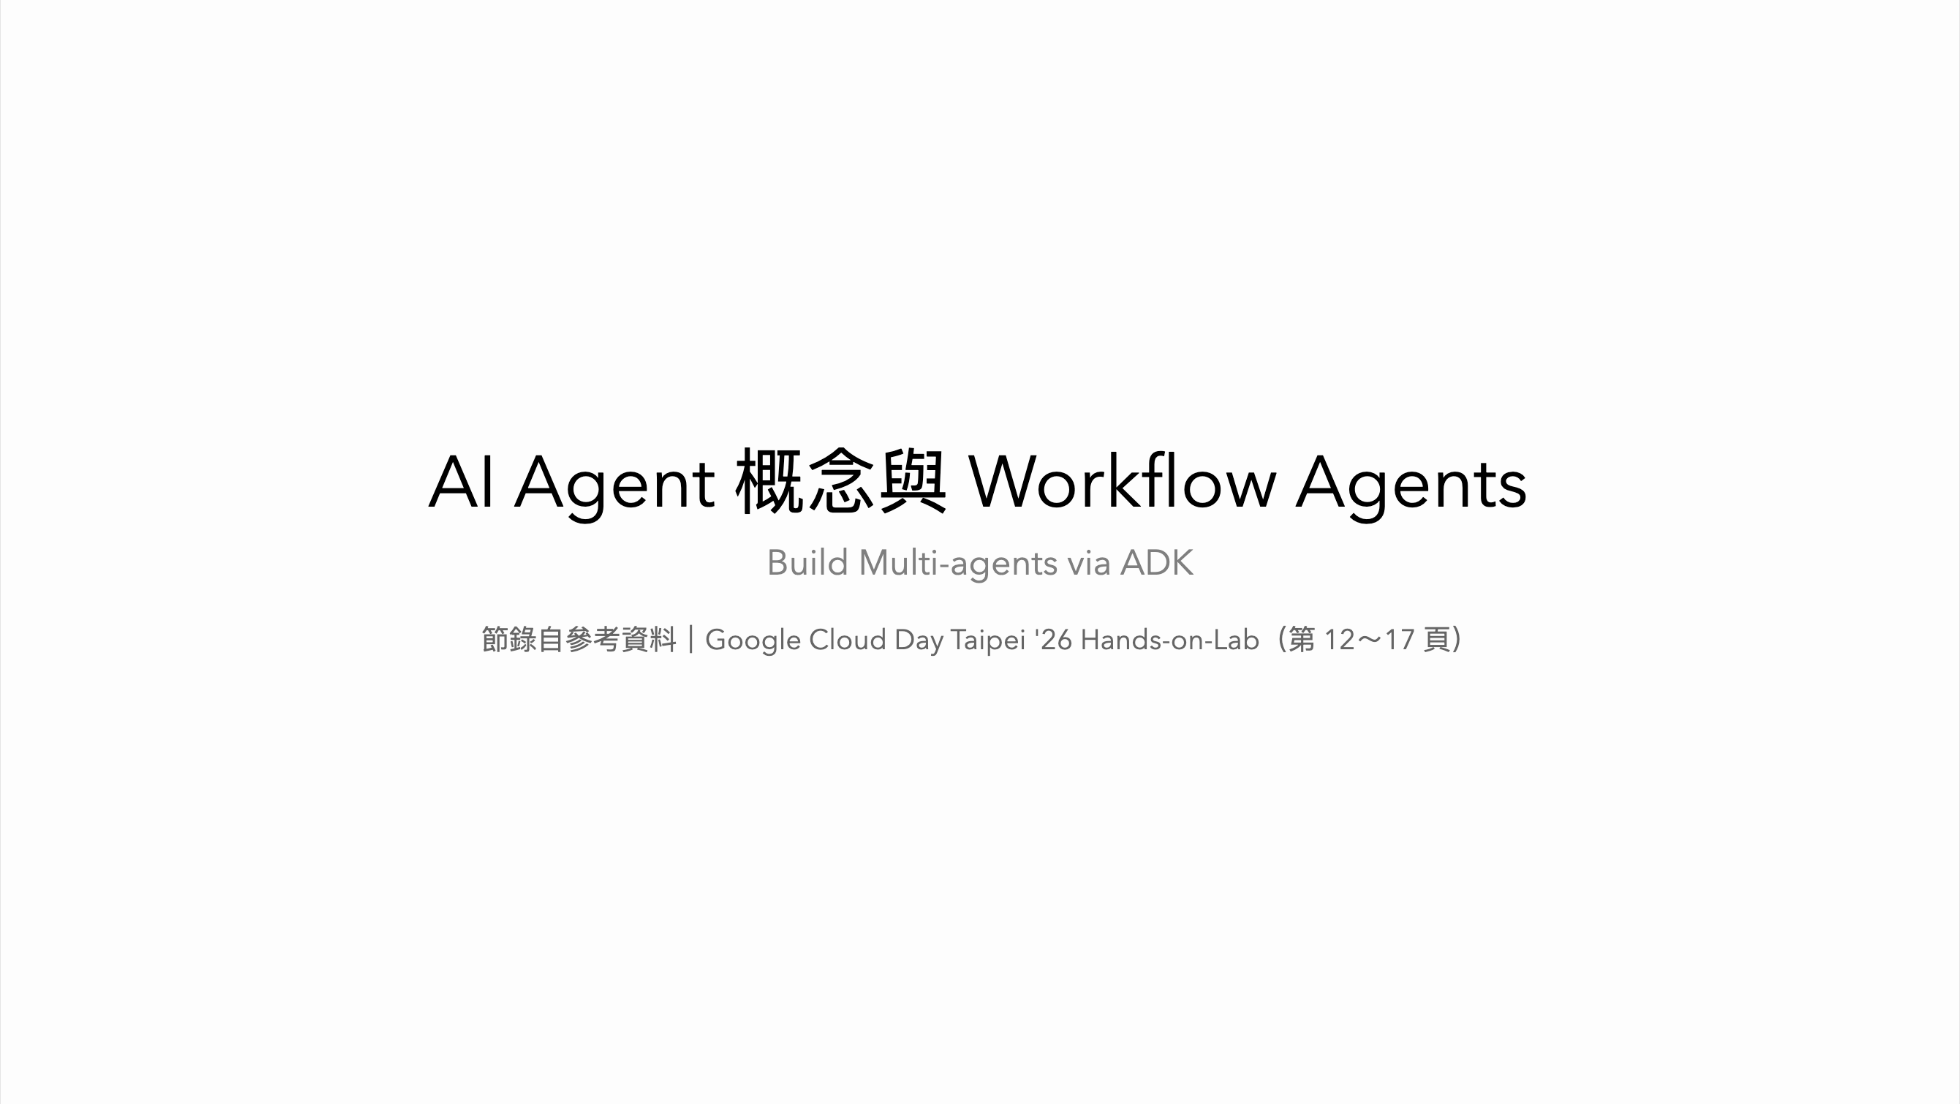 AI Agent 概念與 Workflow Agents
Build Multi-agents via ADK
節錄自參考資料｜Google Cloud Day Taipei '26 Hands-on-Lab（第 12～17 頁）